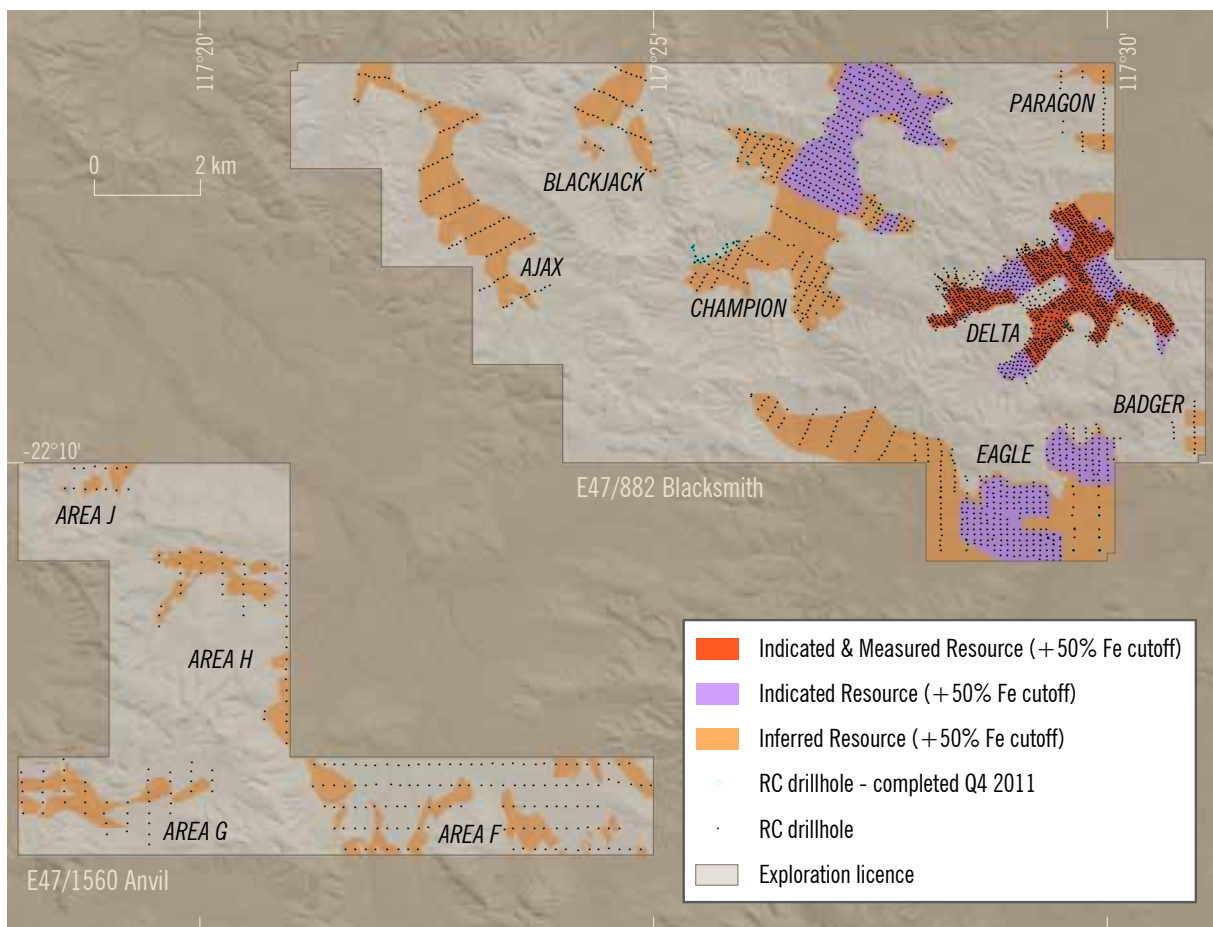 117°20'
117°25'
117°30'
PARAGON
0 2 km
BLACKJACK
AJAX
CHAMPION
DELTA
BADGER
-22°10'
EAGLE
E47/882 Blacksmith
AREA J
AREA H
AREA G
AREA F
E47/1560 Anvil
Indicated & Measured Resource (+50% Fe cutoff)
Indicated Resource (+50% Fe cutoff)
Inferred Resource (+50% Fe cutoff)
RC drillhole - completed Q4 2011
RC drillhole
Exploration licence